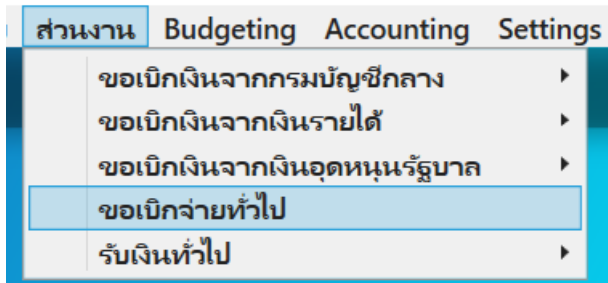 ส่วนงาน Budgeting Accounting Settings
ขอเบิกเงินจากกรมบัญชีกลาง
ขอเบิกเงินจากเงินรายได้
ขอเบิกเงินจากเงินอุดหนุนรัฐบาล
ขอเบิกจ่ายทั่วไป
รับเงินทั่วไป